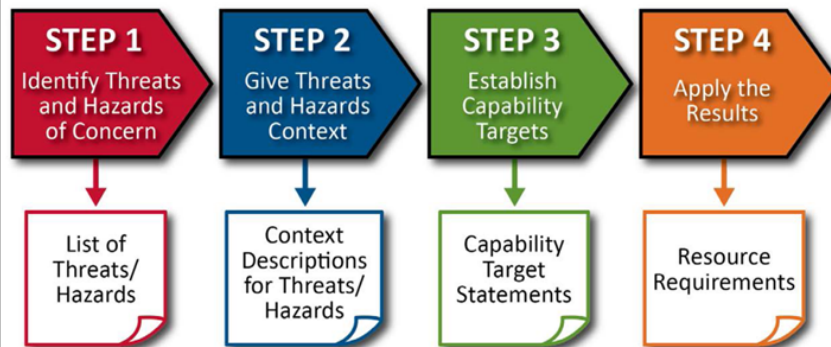 STEP 1
Identify Threats
and Hazards
of Concern
STEP 2
Give Threats
and Hazards
Context
STEP 3
Establish
Capability
Targets
STEP 4
Apply the
Results
List of
Threats/
Hazards
Context
Descriptions
for Threats/
Hazards
Capability
Target
Statements
Resource
Requirements